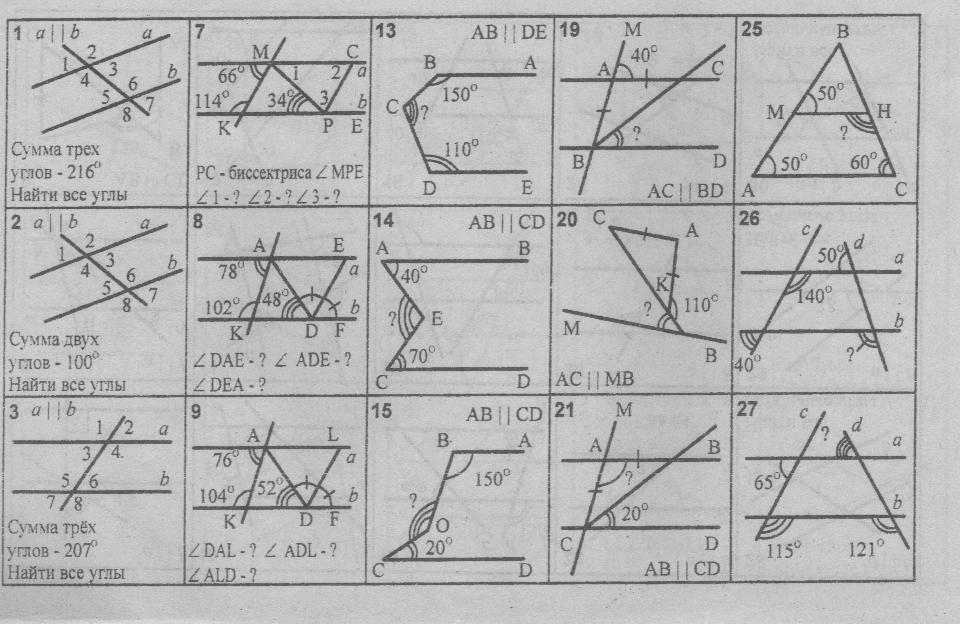 1 a || b
a
b
1 2 3 4
5 6 7 8
Сумма трех
углов - 216°
Найти все углы
7
M C
66° 1 2 a
114° 34° 3 b
K P E
PC - биссектриса ∠ MPE
∠ 1 - ? ∠ 2 - ? ∠ 3 - ?
13 AB || DE
B A
150°
C ?
110°
D E
19 M
40°
A C
?
B D
AC || BD
25
B
50°
M H
?
50° 60°
A C
2 a || b
a
b
1 2 3 4
5 6 7 8
Сумма двух
углов - 100°
Найти все углы
8
A E
78° a
102° 48° b
K D F
∠ DAE - ? ∠ ADE - ?
∠ DEA - ?
14 AB || CD
A B
40°
? E
70°
C D
20 C
A
K
? 110°
M
B
AC || MB
26
c d
50° a
140°
b
40° ?
3 a || b
1 2 a
3 4.
5 6 b
7 8
Сумма трёх
углов - 207°
Найти все углы
9
A L
76° a
104° 52° b
K D F
∠ DAL - ? ∠ ADL - ?
∠ ALD - ?
15 AB || CD
B A
150°
?
O
20°
C D
21 M
A B
?
20°
C D
AB || CD
27
c
? d
a
65°
b
115° 121°